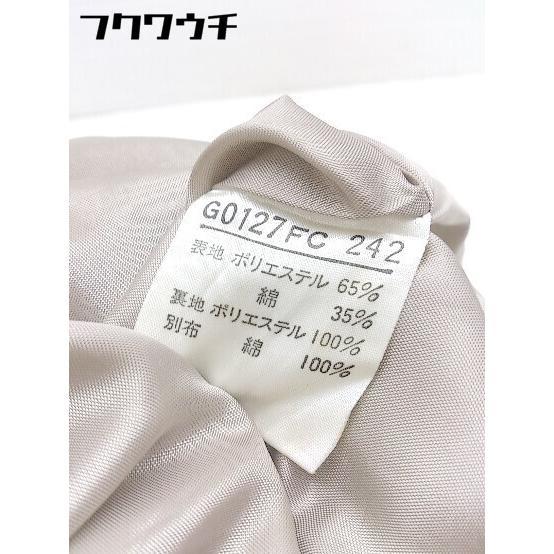 フクワウチ
G0127FC 242
表地 ポリエステル 65%
綿 35%
裏地 ポリエステル 100%
別布 綿 100%